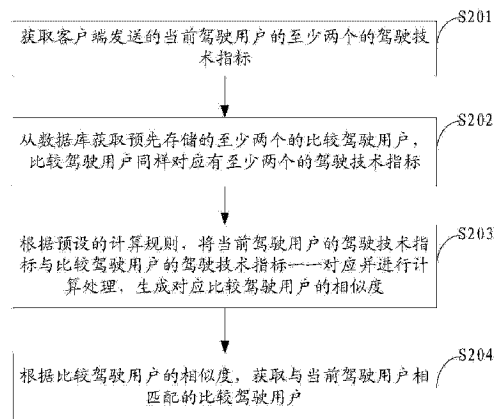 S201
获取客户端发送的当前驾驶用户的至少两个的驾驶技
术指标
S202
从数据库获取预先存储的至少两个的比较驾驶用户，
比较驾驶用户同样对应有至少两个的驾驶技术指标
S203
根据预设的计算规则，将当前驾驶用户的驾驶技术指
标与比较驾驶用户的驾驶技术指标一一对应并进行计
算处理，生成对应比较驾驶用户的相似度
S204
根据比较驾驶用户的相似度，获取与当前驾驶用户相
匹配的比较驾驶用户